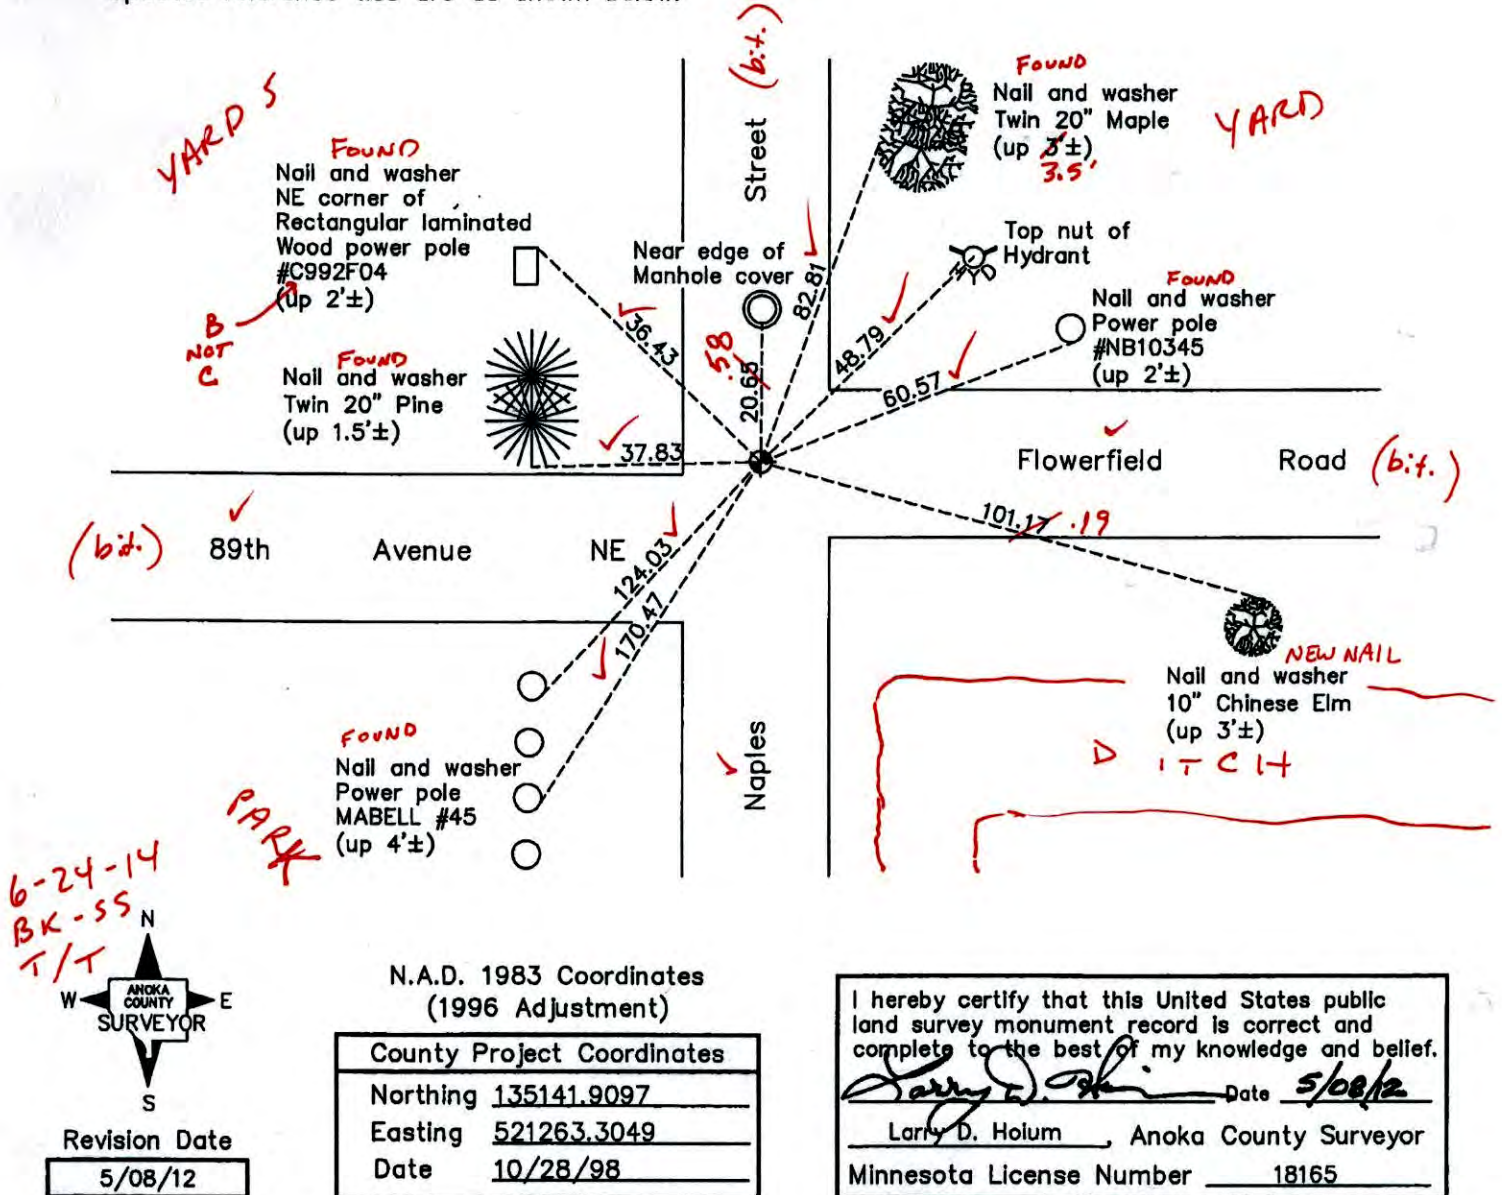 (bit.)
Street
YARDS
FOUND
Nail and washer
NE corner of
Rectangular laminated
Wood power pole
#C992F04
(up 2'±)
B
NOT
C
FOUND
Nail and washer
Twin 20" Maple
(up 3'±)
3.5'
YARD
Near edge of
Manhole cover
Top nut of
Hydrant
FOUND
Nail and washer
Power pole
#NB10345
(up 2'±)
FOUND
Nail and washer
Twin 20" Pine
(up 1.5'±)
36.43
.58
20.65
82.81
48.79
60.57
37.83
Flowerfield Road (bit.)
101.17 .19
(bit.) 89th Avenue NE
124.03
170.47
NEW NAIL
Nail and washer
10" Chinese Elm
(up 3'±)
DITCH
FOUND
Nail and washer
Power pole
MABELL #45
(up 4'±)
PARK
Naples
6-24-14
BK-SS
T/T
N
W E
S
ANOKA
COUNTY
SURVEYOR
Revision Date
5/08/12
N.A.D. 1983 Coordinates
(1996 Adjustment)
County Project Coordinates
Northing 135141.9097
Easting 521263.3049
Date 10/28/98
I hereby certify that this United States public
land survey monument record is correct and
complete to the best of my knowledge and belief.
Date 5/08/12
Larry D. Hoium, Anoka County Surveyor
Minnesota License Number 18165